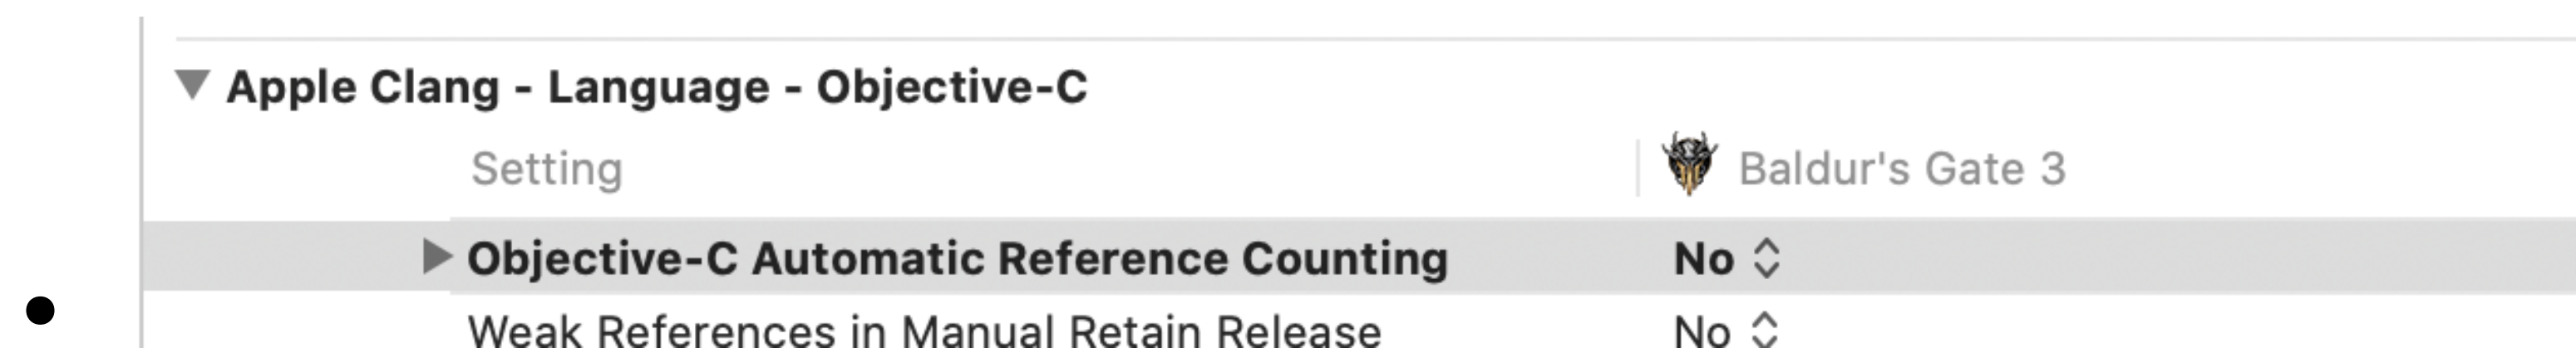 Apple Clang - Language - Objective-C
Setting Baldur's Gate 3
Objective-C Automatic Reference Counting No
Weak References in Manual Retain Release No